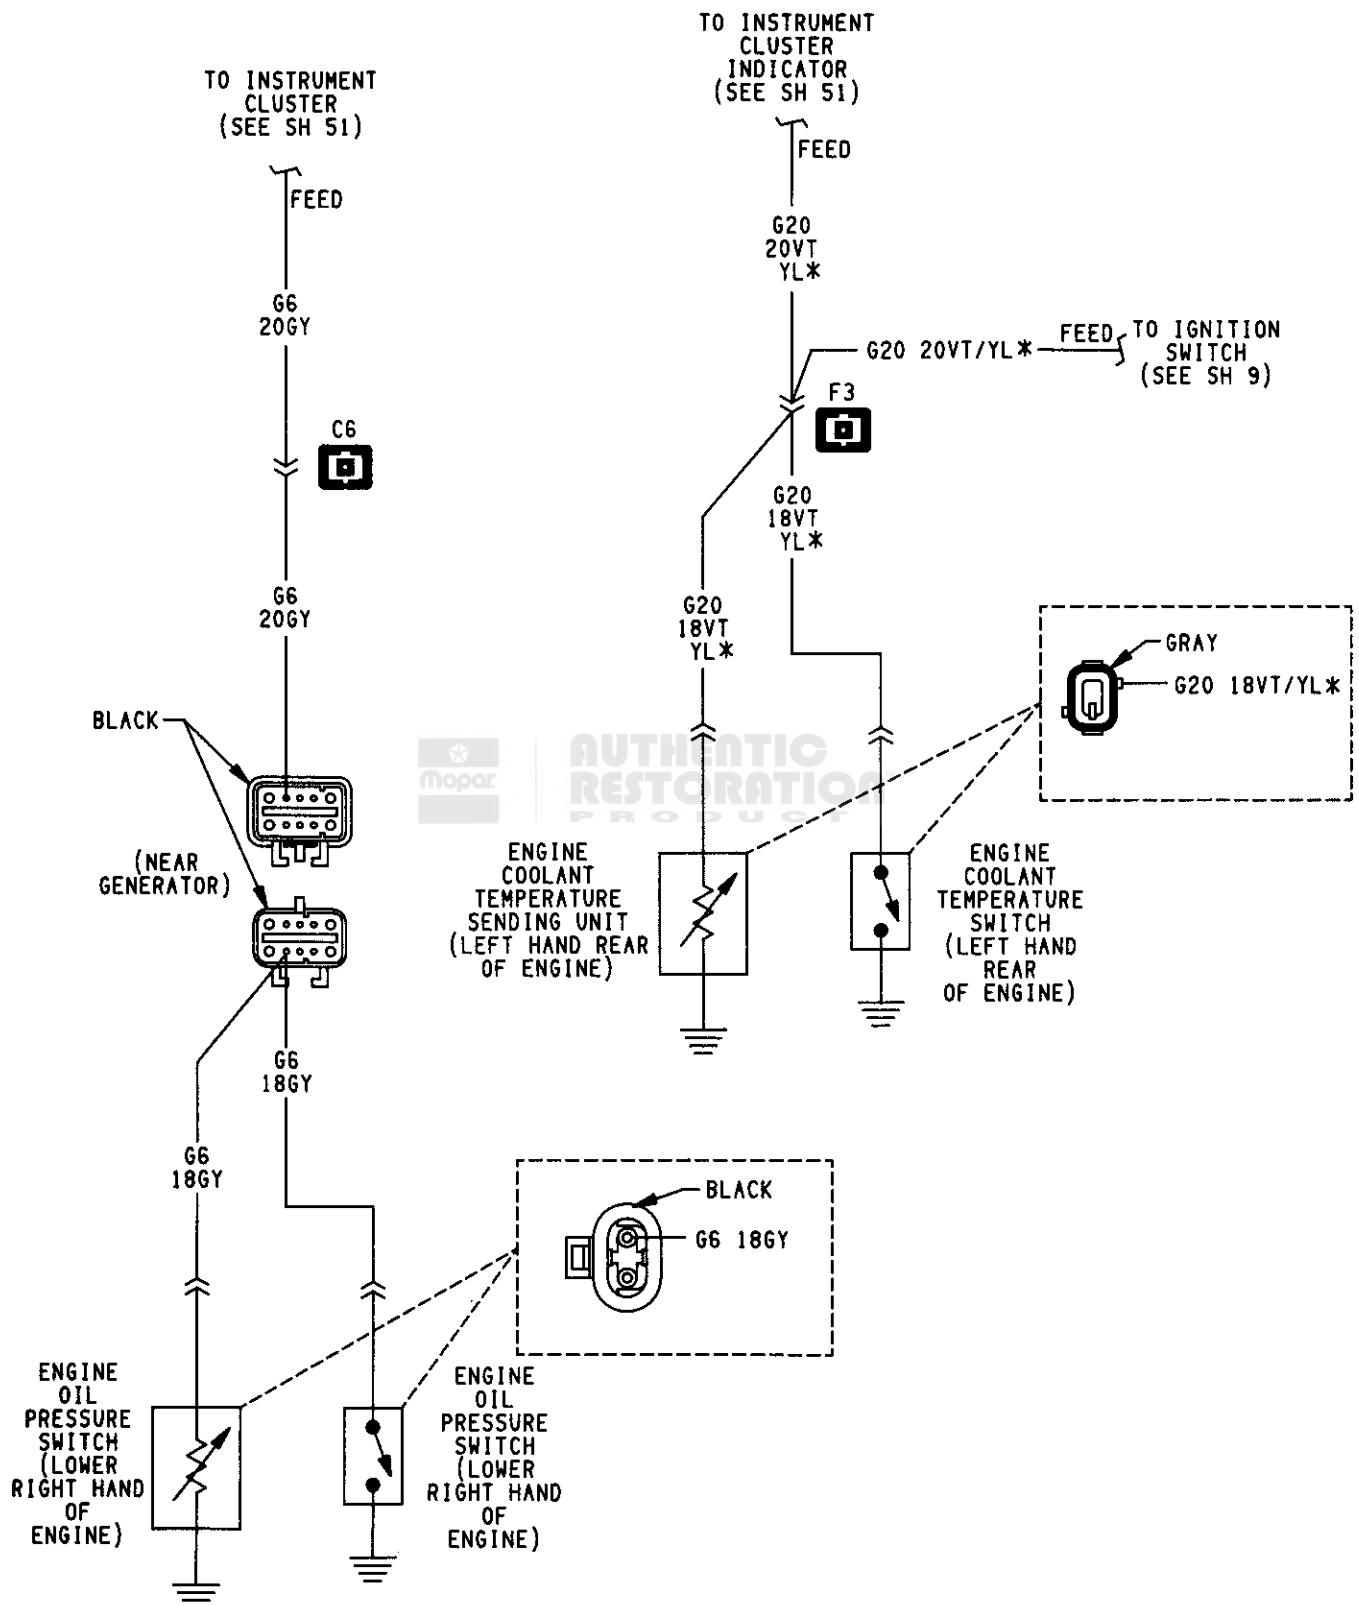 TO INSTRUMENT
CLUSTER
INDICATOR
(SEE SH 51)
TO INSTRUMENT
CLUSTER
(SEE SH 51)
FEED
FEED
G20
20VT
YL*
G6
20GY
G20 20VT/YL*
FEED
TO IGNITION
SWITCH
(SEE SH 9)
F3
C6
G20
18VT
YL*
G6
20GY
G20
18VT
YL*
GRAY
G20 18VT/YL*
BLACK
Mopar
AUTHENTIC
RESTORATION
PRODUCT
(NEAR
GENERATOR)
ENGINE
COOLANT
TEMPERATURE
SENDING UNIT
(LEFT HAND REAR
OF ENGINE)
ENGINE
COOLANT
TEMPERATURE
SWITCH
(LEFT HAND
REAR
OF ENGINE)
G6
18GY
G6
18GY
BLACK
G6 18GY
ENGINE
OIL
PRESSURE
SWITCH
(LOWER
RIGHT HAND
OF
ENGINE)
ENGINE
OIL
PRESSURE
SWITCH
(LOWER
RIGHT HAND
OF
ENGINE)